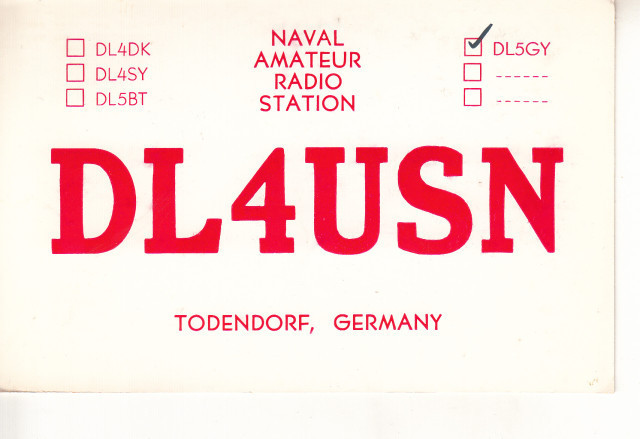 DL4DK
DL4SY
DL5BT
NAVAL
AMATEUR
RADIO
STATION
DL5GY
------
------
DL4USN
TODENDORF, GERMANY